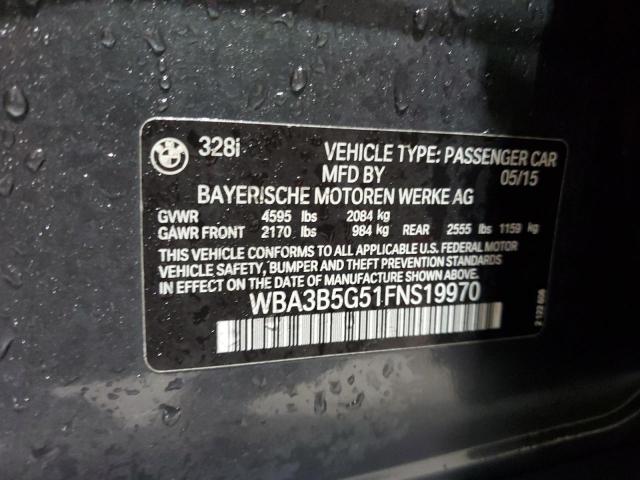 328i VEHICLE TYPE: PASSENGER CAR
MFD BY 05/15
BAYERISCHE MOTOREN WERKE AG
GVWR 4595 lbs 2084 kg
GAWR FRONT 2170 lbs 984 kg REAR 2555 lbs 1159 kg
THIS VEHICLE CONFORMS TO ALL APPLICABLE U.S. FEDERAL MOTOR
VEHICLE SAFETY, BUMPER AND THEFT PREVENTION STANDARDS
IN EFFECT ON THE DATE OF MANUFACTURE SHOWN ABOVE.
WBA3B5G51FNS19970